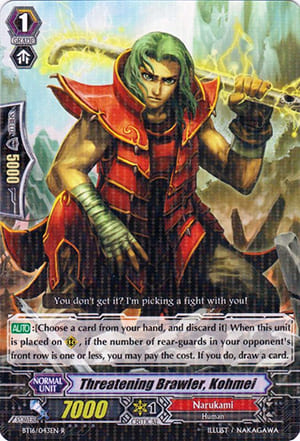 1
GRADE
SHIELD
5000
You don't get it? I'm picking a fight with you!
AUTO:[Choose a card from your hand, and discard it] When this unit
is placed on R, if the number of rear-guards in your opponent's
front row is one or less, you may pay the cost. If you do, draw a card.
NORMAL
UNIT
Threatening Brawler, Kohmei
POWER
7000
1
CRITICAL
Narukami
Human
BT16/043EN-R
ILLUST / NAKAGAWA